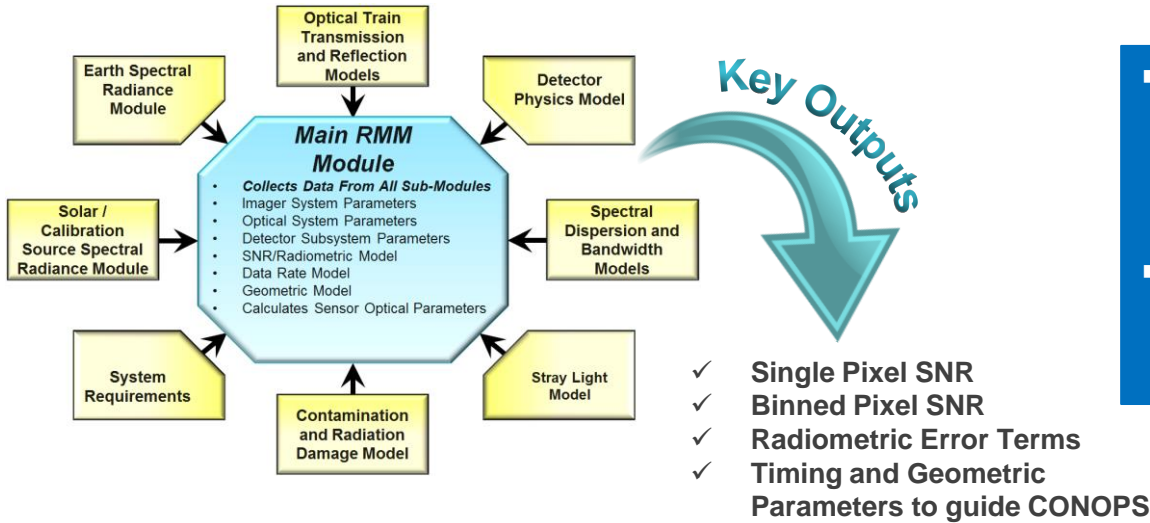 Optical Train
Transmission
and Reflection
Models
Earth Spectral
Radiance
Module
Detector
Physics Model
Key Outputs
Main RMM
Module
• Collects Data From All Sub-Modules
• Imager System Parameters
• Optical System Parameters
• Detector Subsystem Parameters
• SNR/Radiometric Model
• Data Rate Model
• Geometric Model
• Calculates Sensor Optical Parameters
Solar /
Calibration
Source Spectral
Radiance Module
Spectral
Dispersion and
Bandwidth
Models
System
Requirements
Contamination
and Radiation
Damage Model
Stray Light
Model
✓ Single Pixel SNR
✓ Binned Pixel SNR
✓ Radiometric Error Terms
✓ Timing and Geometric
Parameters to guide CONOPS